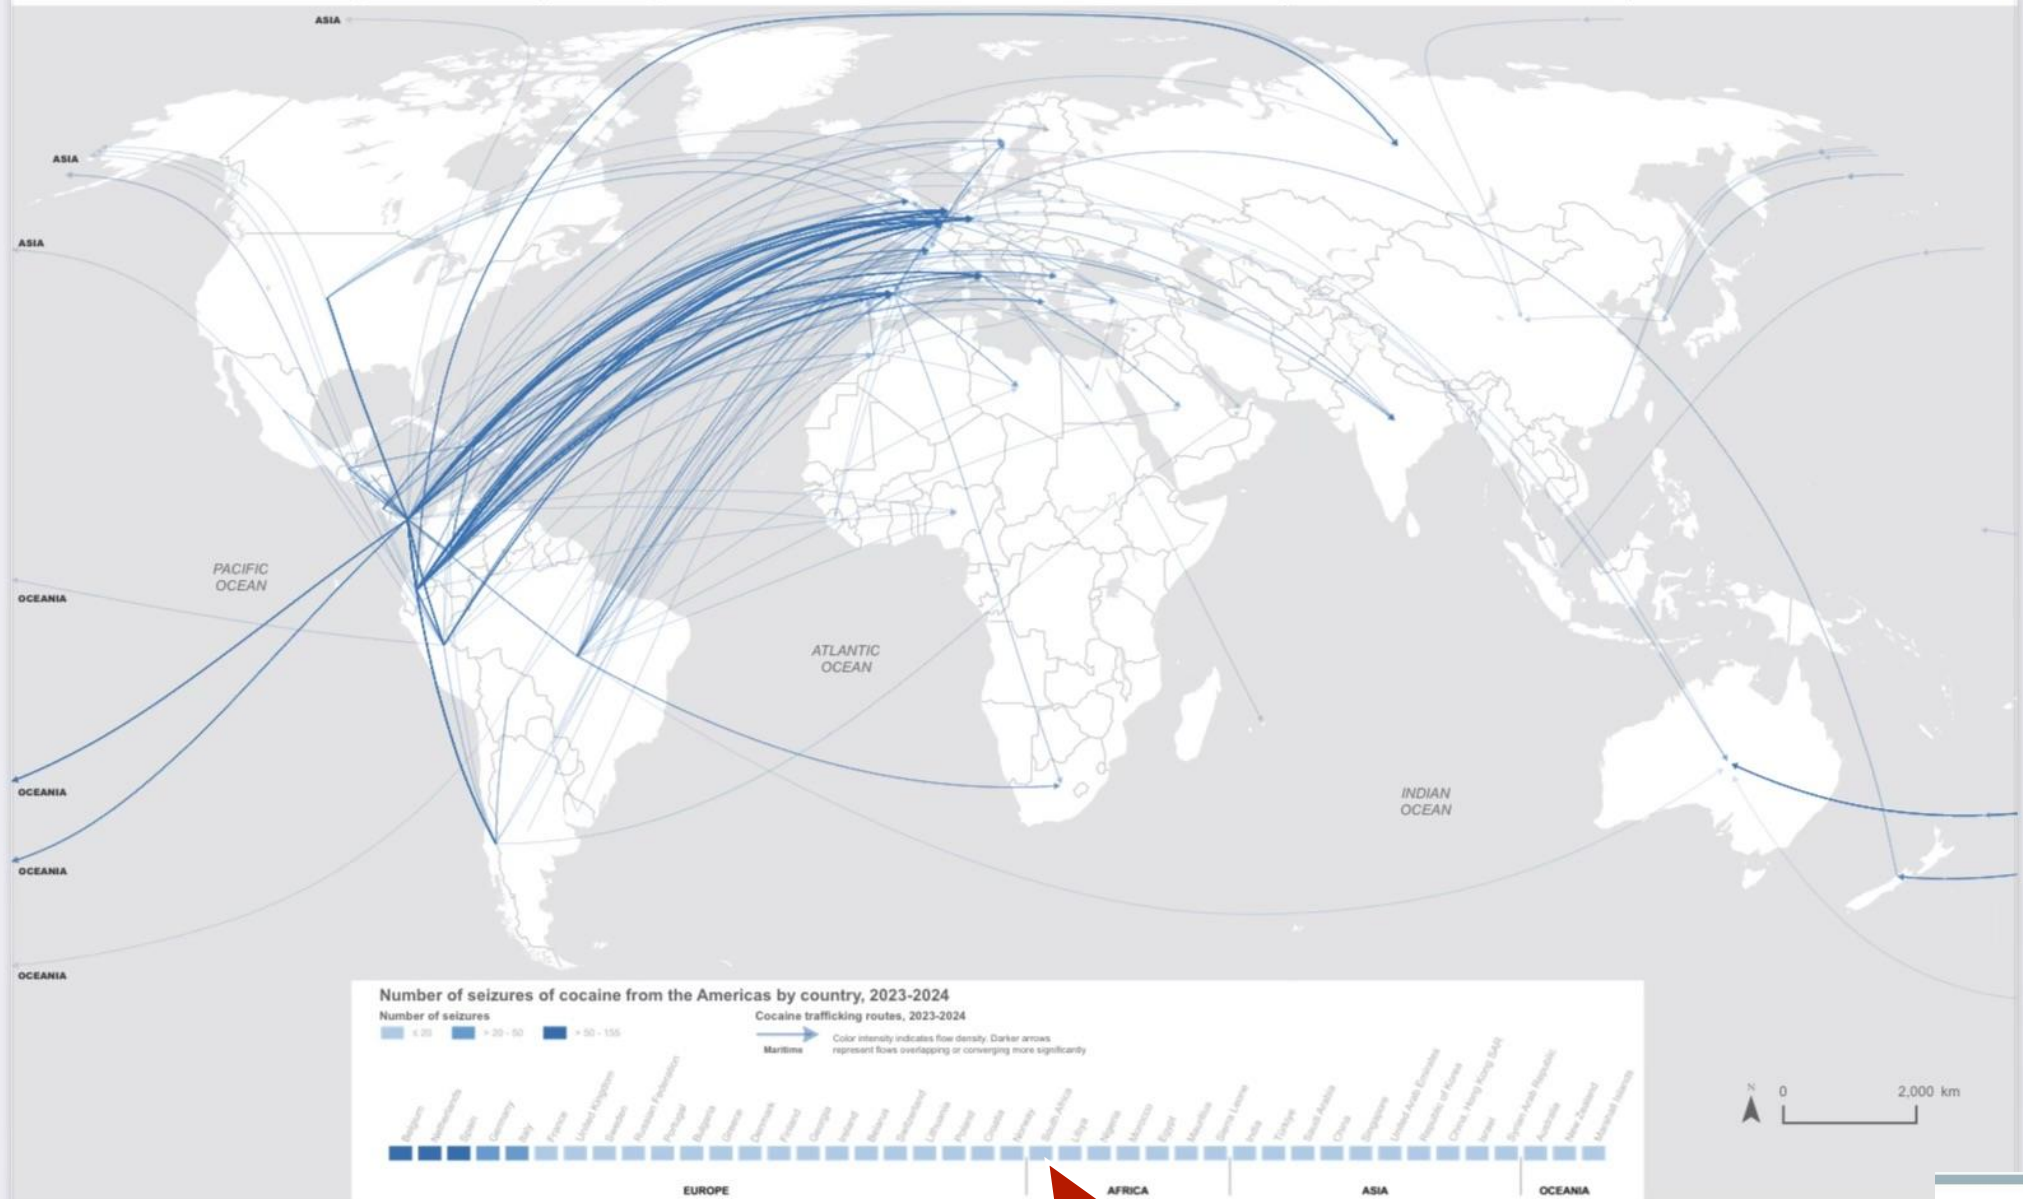 ASIA
ASIA
ASIA
PACIFIC
OCEAN
OCEANIA
ATLANTIC
OCEAN
OCEANIA
INDIAN
OCEAN
OCEANIA
OCEANIA
Number of seizures of cocaine from the Americas by country, 2023-2024
Number of seizures
≤ 20
> 20 - 50
> 50 - 155
Cocaine trafficking routes, 2023-2024
Maritime
Color intensity indicates flow density. Darker arrows
represent flows overlapping or converging more significantly
Belgium
Netherlands
Spain
Germany
Italy
France
United Kingdom
Sweden
Russian Federation
Portugal
Bulgaria
Greece
Denmark
Finland
Georgia
Ireland
Belarus
Switzerland
Lithuania
Poland
Croatia
Norway
South Africa
Libya
Nigeria
Morocco
Egypt
Mauritius
Sierra Leone
India
Türkiye
Saudi Arabia
China
Singapore
United Arab Emirates
Republic of Korea
China, Hong Kong SAR
Israel
Syrian Arab Republic
Australia
New Zealand
Marshall Islands
EUROPE
AFRICA
ASIA
OCEANIA
N
0
2,000 km